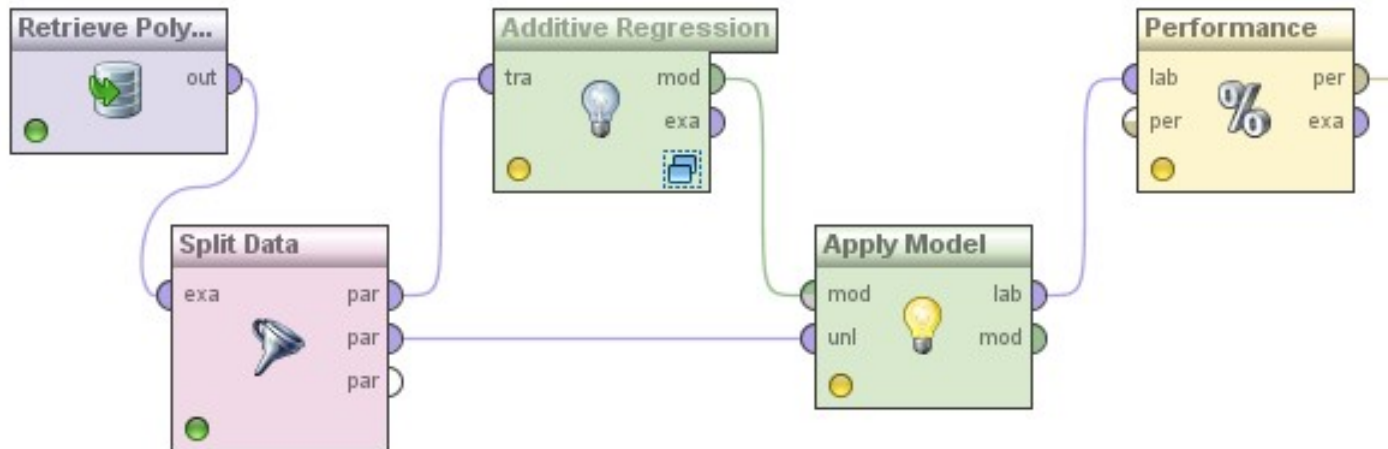 Retrieve Poly...
out
Additive Regression
tra
mod
exa
Performance
lab
per
per
exa
Split Data
exa
par
par
par
Apply Model
mod
lab
unl
mod